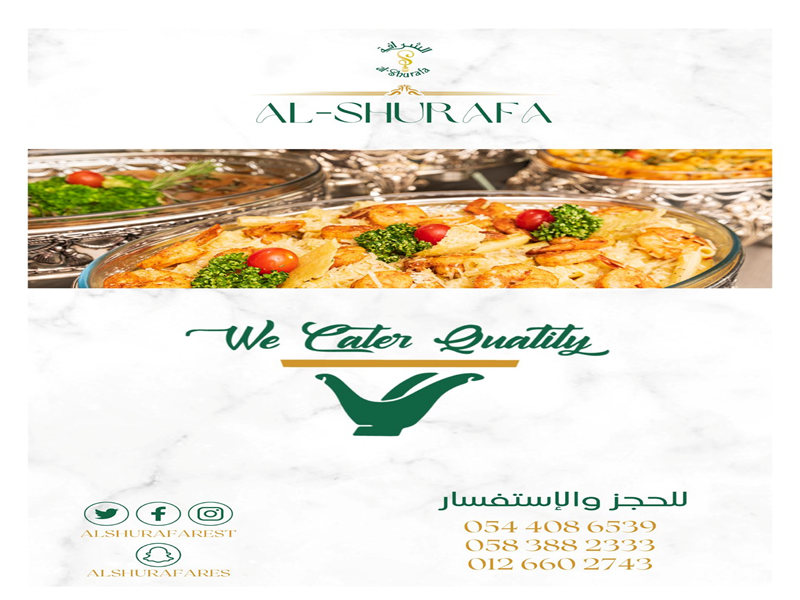 الشرافة
al-Shurafa
AL-SHURAFA
We Cater Quality
للحجز والإستفسار
054 408 6539
058 388 2333
012 660 2743
ALSHURAFAREST
ALSHURAFARES